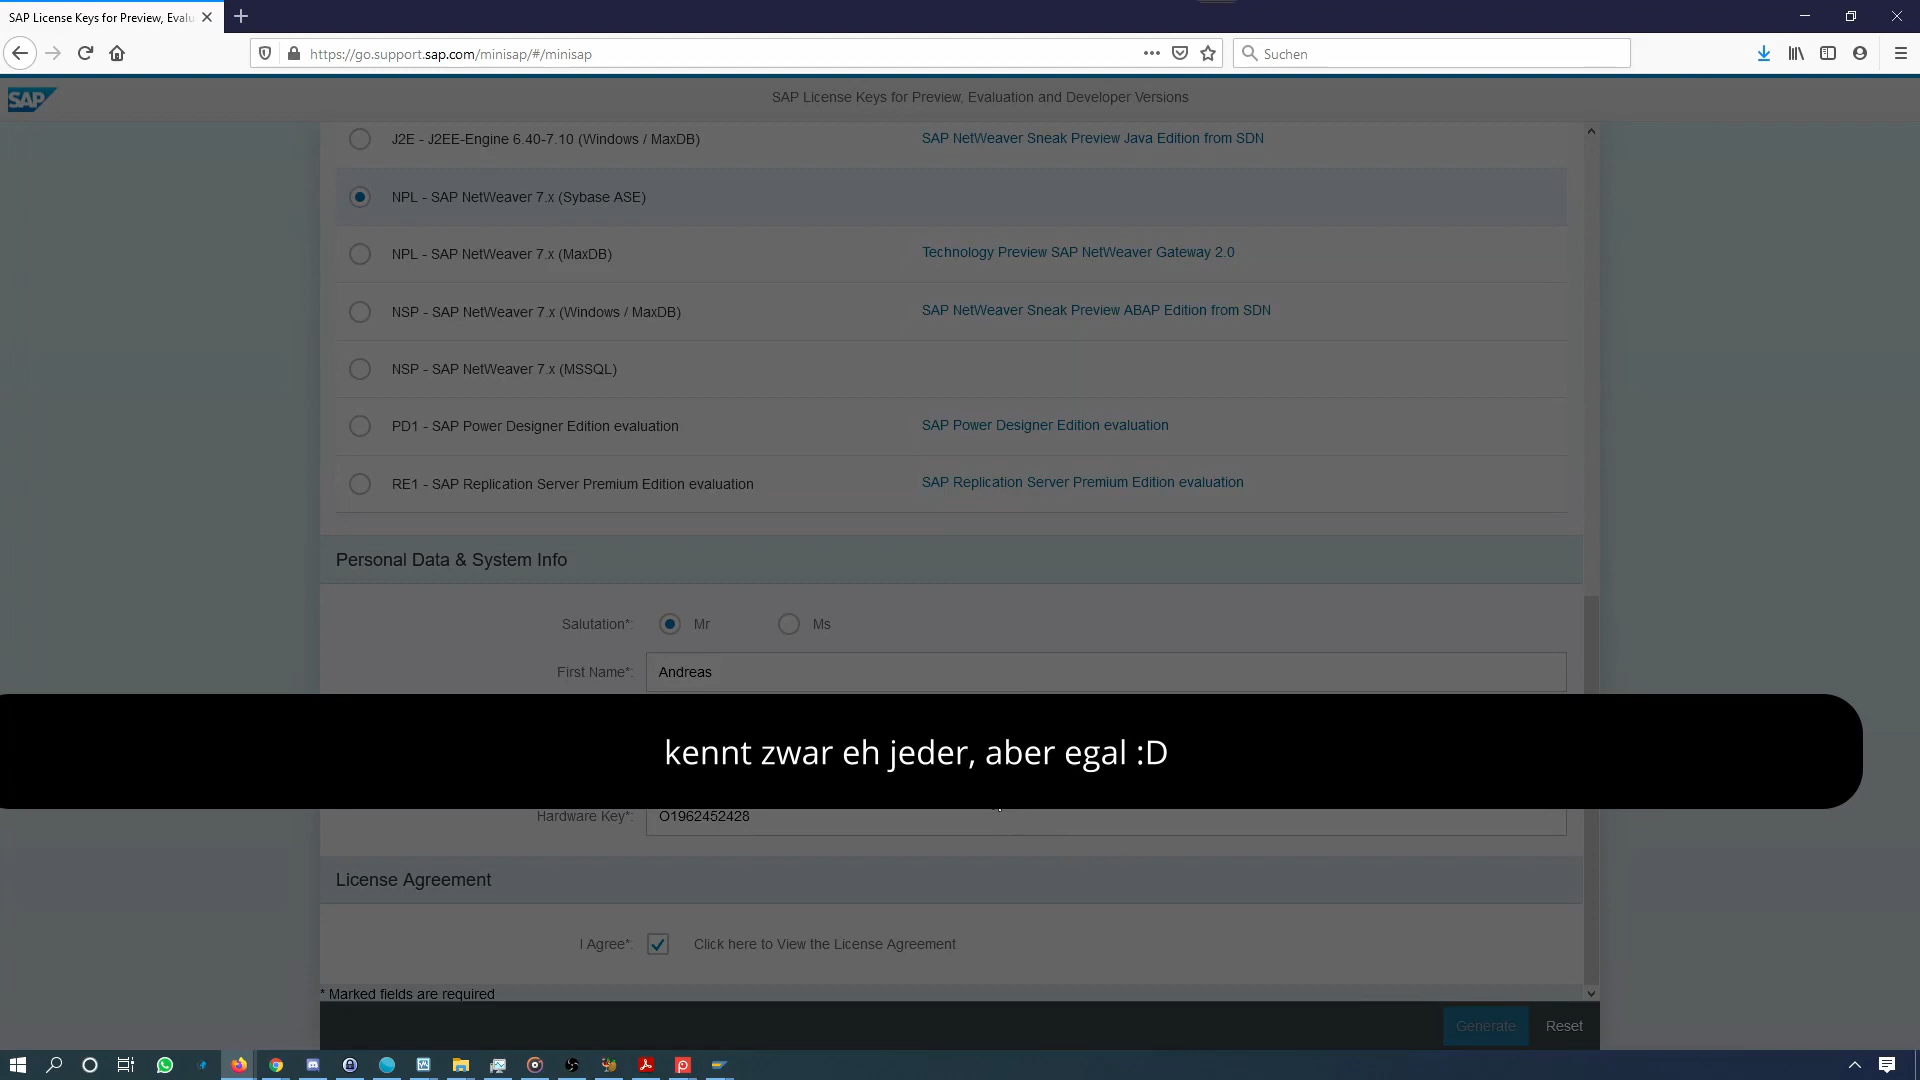 SAP License Keys for Preview, Evalu
https://go.support.sap.com/minisap/#/minisap
Suchen
SAP
SAP License Keys for Preview, Evaluation and Developer Versions
J2E - J2EE-Engine 6.40-7.10 (Windows / MaxDB)
SAP NetWeaver Sneak Preview Java Edition from SDN
NPL - SAP NetWeaver 7.x (Sybase ASE)
NPL - SAP NetWeaver 7.x (MaxDB)
Technology Preview SAP NetWeaver Gateway 2.0
NSP - SAP NetWeaver 7.x (Windows / MaxDB)
SAP NetWeaver Sneak Preview ABAP Edition from SDN
NSP - SAP NetWeaver 7.x (MSSQL)
PD1 - SAP Power Designer Edition evaluation
SAP Power Designer Edition evaluation
RE1 - SAP Replication Server Premium Edition evaluation
SAP Replication Server Premium Edition evaluation
Personal Data & System Info
Salutation*:
Mr
Ms
First Name*:
Andreas
kennt zwar eh jeder, aber egal :D
Hardware Key*:
O1962452428
License Agreement
I Agree*:
Click here to View the License Agreement
* Marked fields are required
Generate
Reset